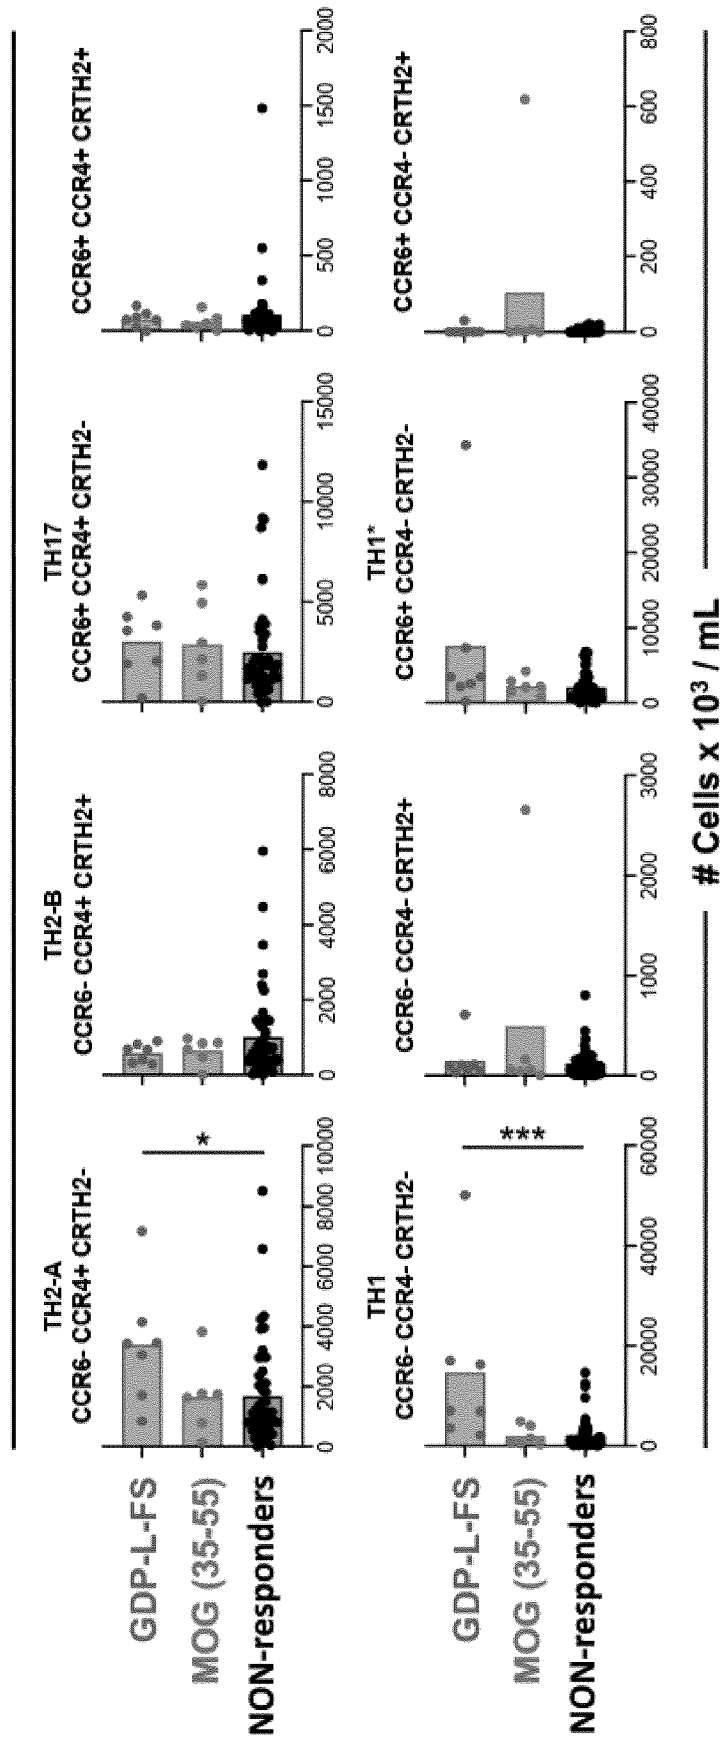 TH2-A
CCR6- CCR4+ CRTH2-
TH2-B
CCR6- CCR4+ CRTH2+
TH17
CCR6+ CCR4+ CRTH2-
CCR6+ CCR4+ CRTH2+
GDP-L-FS
MOG (35-55)
NON-responders
*
0 2000 4000 6000 8000 10000
0 2000 4000 6000 8000
0 5000 10000 15000
0 500 1000 1500 2000
TH1
CCR6- CCR4- CRTH2-
CCR6- CCR4- CRTH2+
TH1*
CCR6+ CCR4- CRTH2-
CCR6+ CCR4- CRTH2+
GDP-L-FS
MOG (35-55)
NON-responders
***
0 20000 40000 60000
0 1000 2000 3000
0 10000 20000 30000 40000
0 200 400 600 800
# Cells x 10³ / mL